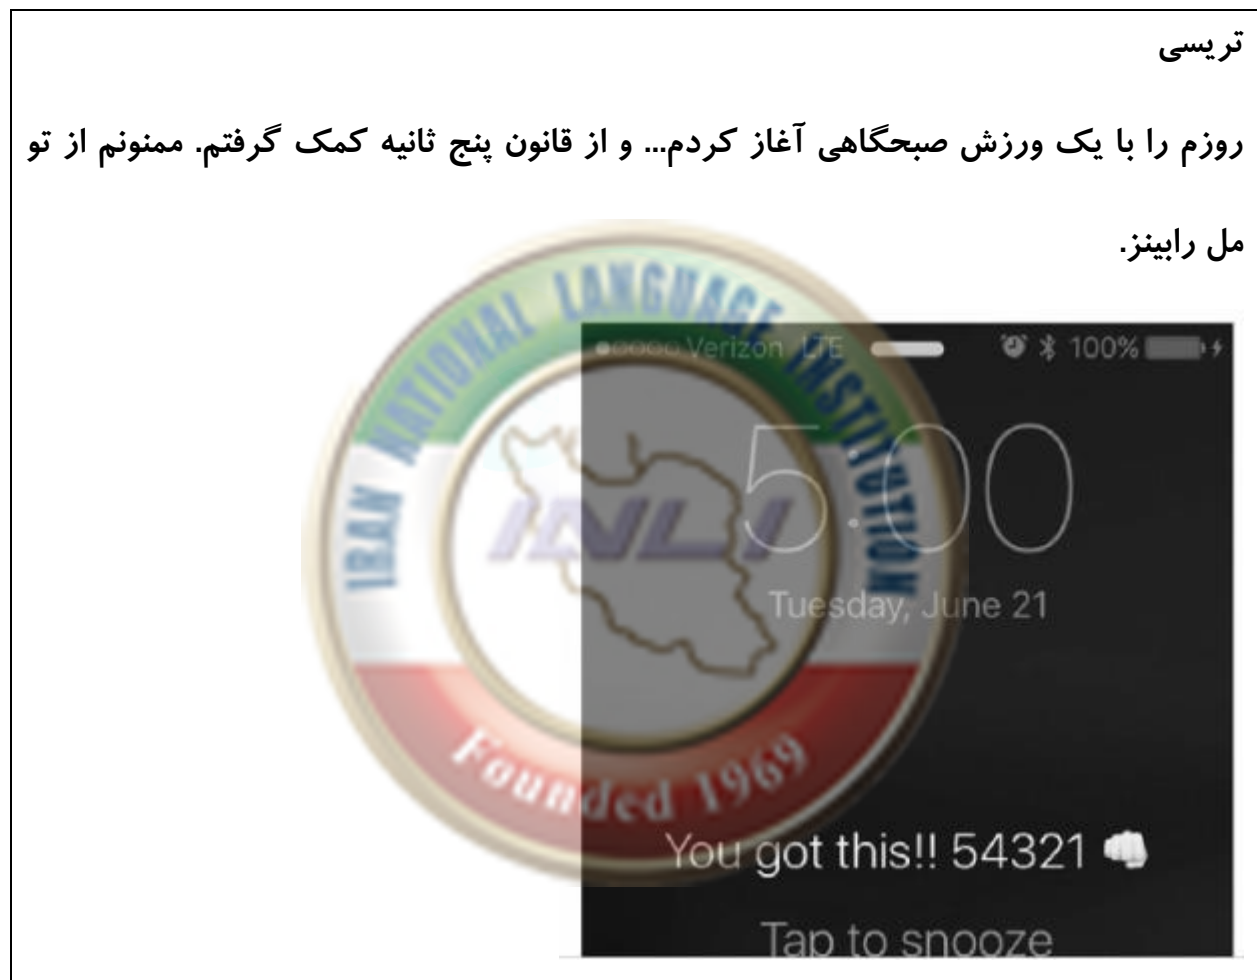 تریسی
روزم را با یک ورزش صبحگاهی آغاز کردم... و از قانون پنج ثانیه کمک گرفتم. ممنونم از تو
مل رابینز.
IRAN NATIONAL LANGUAGE INSTITUTION
INLI
Founded 1969
Verizon LTE 100%
5:00
Tuesday, June 21
You got this!! 54321 👊
Tap to snooze